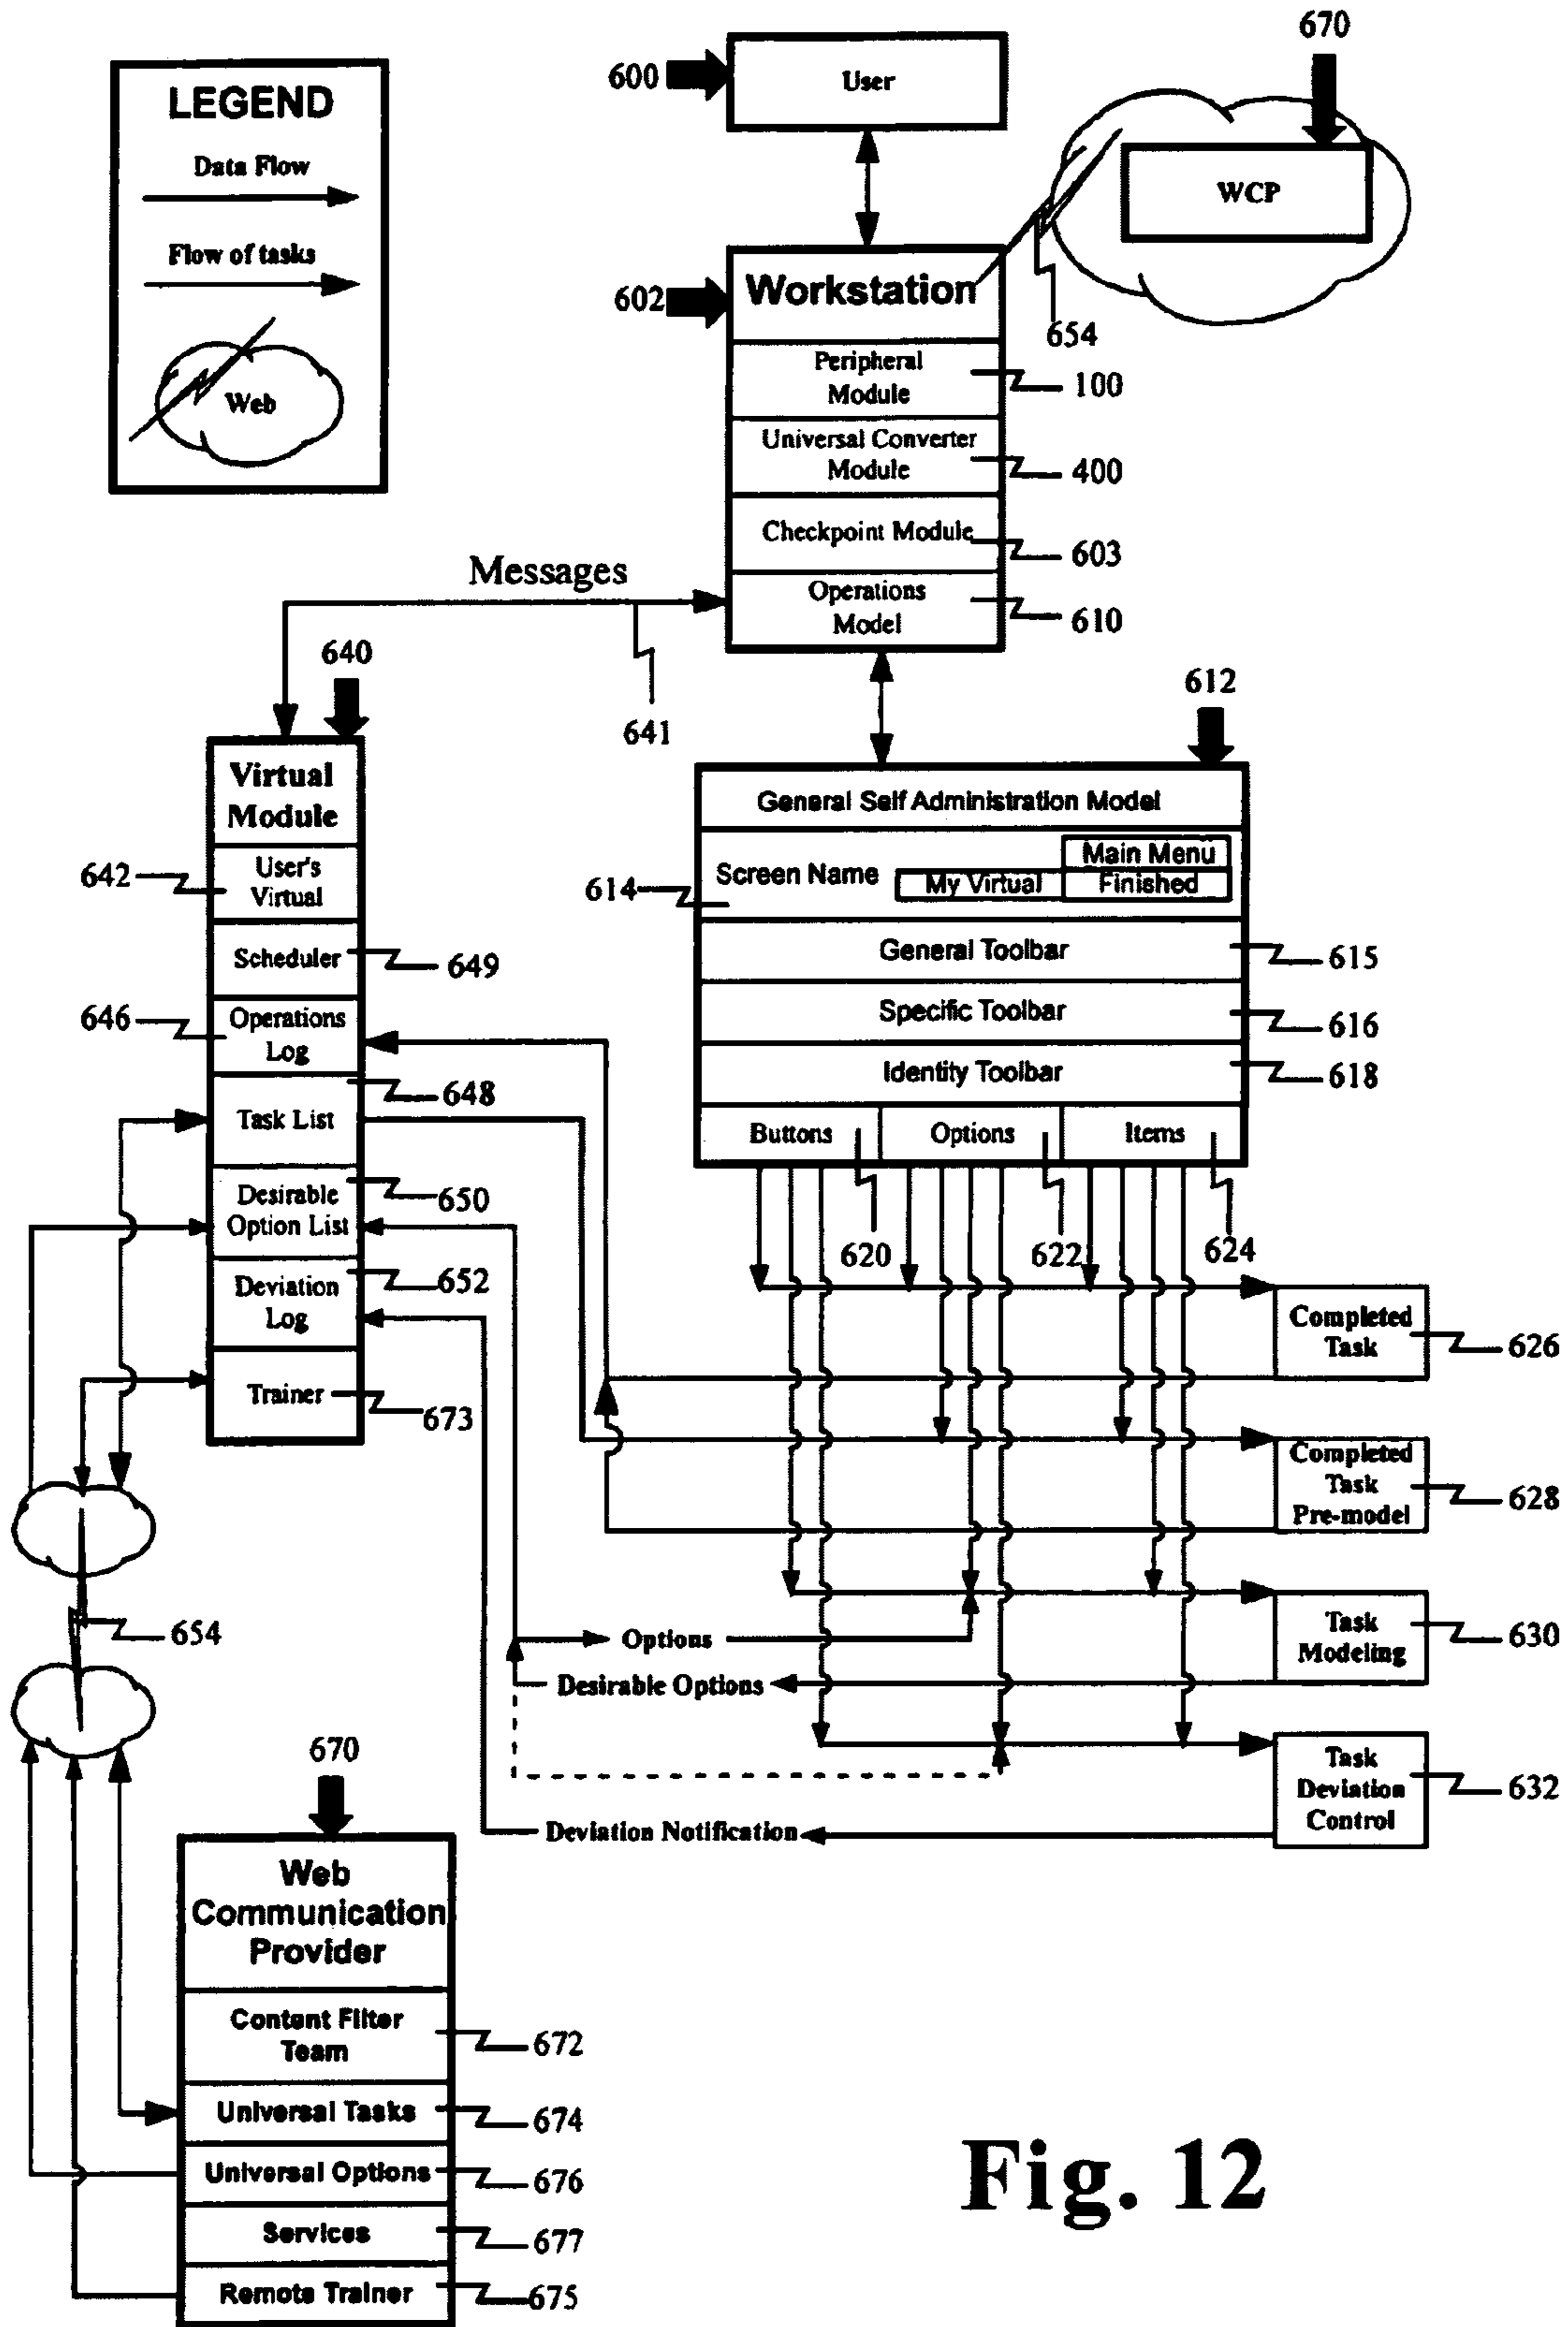 LEGEND
Data Flow
Flow of tasks
Web
600
User
670
WCP
602
Workstation
654
Peripheral
Module
100
Universal Converter
Module
400
Checkpoint Module
603
Operations
Model
610
Messages
641
640
Virtual
Module
642
User's
Virtual
Scheduler
649
646
Operations
Log
648
Task List
Desirable
Option List
650
Deviation
Log
652
Trainer
673
612
General Self Administration Model
614
Screen Name
Main Menu
My Virtual
Finished
General Toolbar
615
Specific Toolbar
616
Identity Toolbar
618
Buttons
Options
Items
620
622
624
Completed
Task
626
Completed
Task
Pre-model
628
Task
Modeling
630
Options
Desirable Options
Task
Deviation
Control
632
Deviation Notification
654
670
Web
Communication
Provider
Content Filter
Team
672
Universal Tasks
674
Universal Options
676
Services
677
Remote Trainer
675
Fig. 12